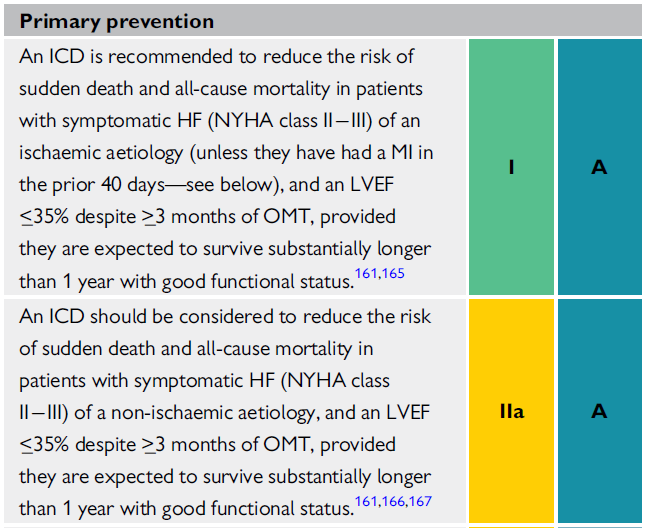 Primary prevention
An ICD is recommended to reduce the risk of
sudden death and all-cause mortality in patients
with symptomatic HF (NYHA class II–III) of an
ischaemic aetiology (unless they have had a MI in
the prior 40 days—see below), and an LVEF
≤35% despite ≥3 months of OMT, provided
they are expected to survive substantially longer
than 1 year with good functional status.161,165
I
A
An ICD should be considered to reduce the risk
of sudden death and all-cause mortality in
patients with symptomatic HF (NYHA class
II–III) of a non-ischaemic aetiology, and an LVEF
≤35% despite ≥3 months of OMT, provided
they are expected to survive substantially longer
than 1 year with good functional status.161,166,167
IIa
A